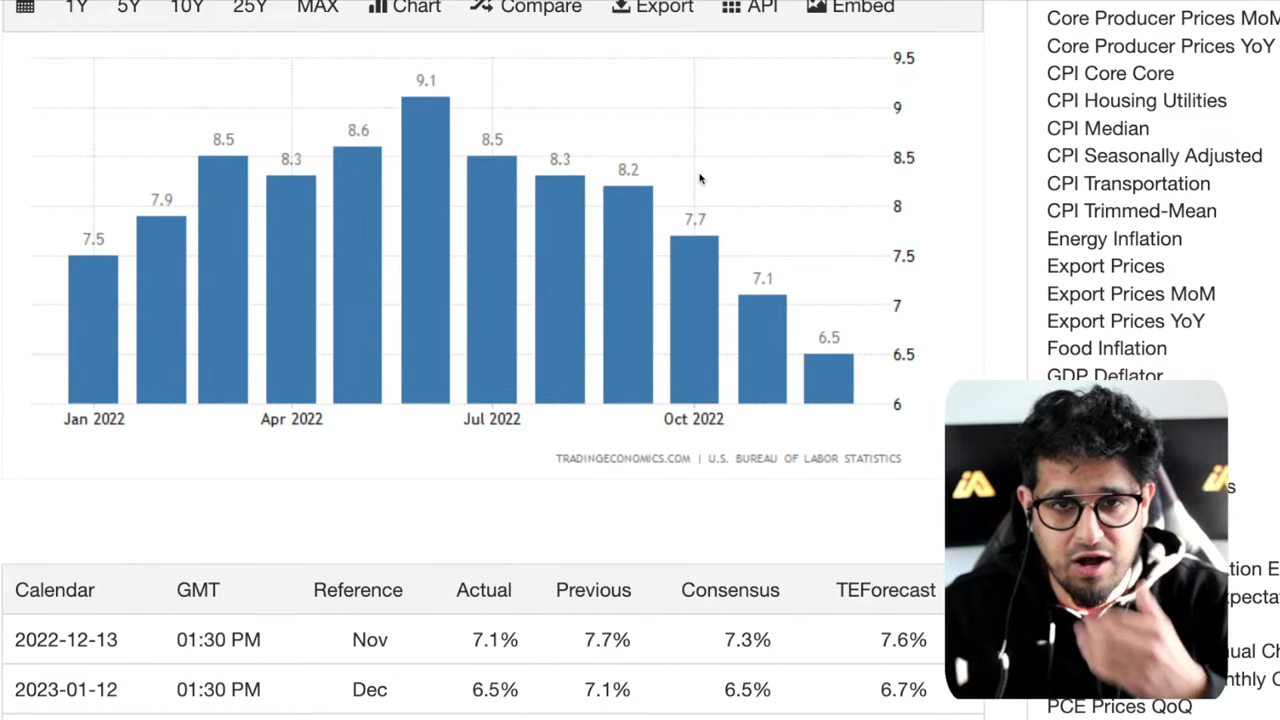 1Y 5Y 10Y 25Y MAX Chart Compare Export API Embed
9.5
9
8.5
8
7.5
7
6.5
6
7.5 7.9 8.5 8.3 8.6 9.1 8.5 8.3 8.2 7.7 7.1 6.5
Jan 2022 Apr 2022 Jul 2022 Oct 2022
TRADINGECONOMICS.COM | U.S. BUREAU OF LABOR STATISTICS
Calendar GMT Reference Actual Previous Consensus TEForecast
2022-12-13 01:30 PM Nov 7.1% 7.7% 7.3% 7.6%
2023-01-12 01:30 PM Dec 6.5% 7.1% 6.5% 6.7%
Core Producer Prices MoM
Core Producer Prices YoY
CPI Core Core
CPI Housing Utilities
CPI Median
CPI Seasonally Adjusted
CPI Transportation
CPI Trimmed-Mean
Energy Inflation
Export Prices
Export Prices MoM
Export Prices YoY
Food Inflation
GDP Deflator
PCE Prices QoQ